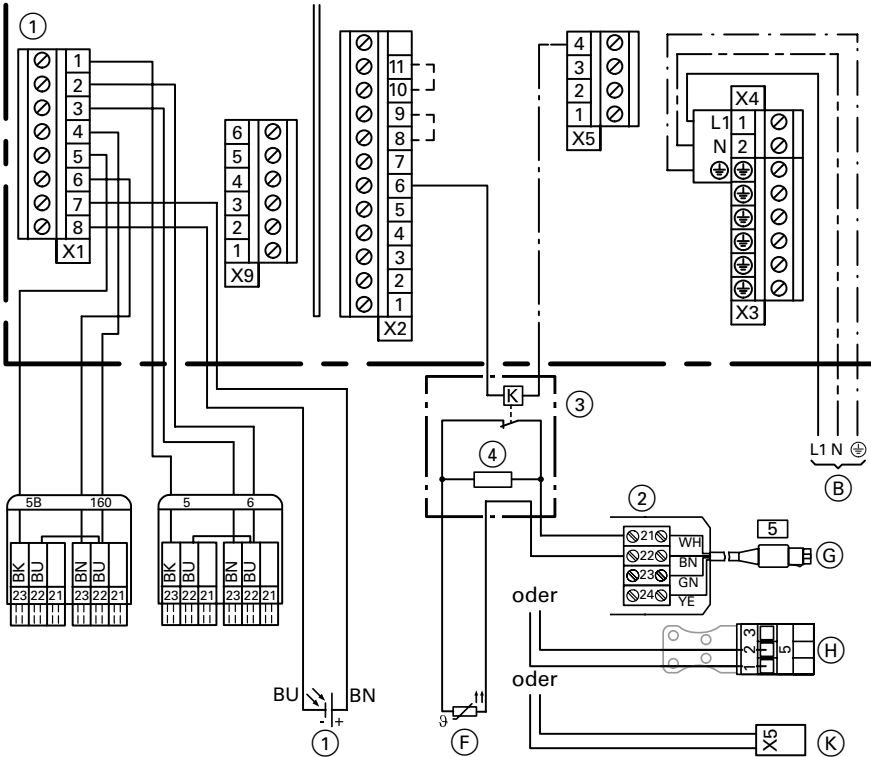 1
1
2
3
4
5
6
7
8
X1
6
5
4
3
2
1
X9
11
10
9
8
7
6
5
4
3
2
1
X2
4
3
2
1
X5
X4
L1 1
N 2
X3
K
3
4
L1 N
B
5B 160
5 6
BK BU BN BU
23 22 21 23 22 21
BK BU BN BU
23 22 21 23 22 21
2
21 WH
22 BN
23 GN
24 YE
5
G
oder
1 2 3 5
H
oder
X5
K
BU BN
- +
1
ϑ
F